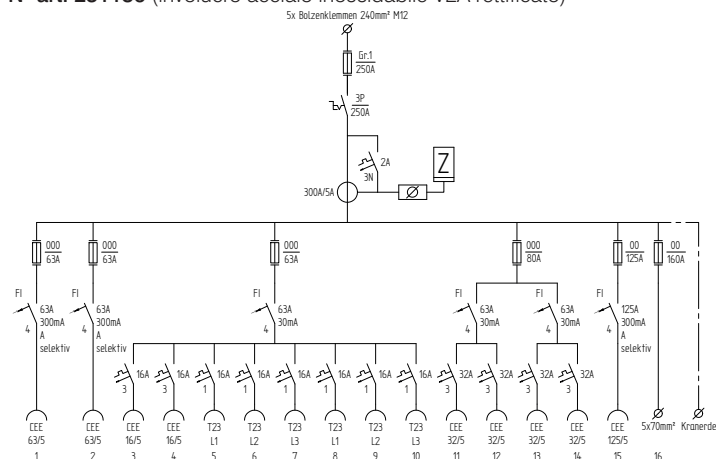 5x Bolzenklemmen 240mm² M12
Gr.1
250A
3P
250A
2A
3N
Z
300A/5A
000 000 000 000 00 00
63A 63A 63A 80A 125A 160A
FI FI FI FI FI FI
63A 63A 63A 63A 63A 125A
300mA 300mA 30mA 30mA 30mA 300mA
4 4 4 4 4 4
A A A
selektiv selektiv selektiv
16A 16A 16A 16A 16A 16A 16A 16A 32A 32A 32A 32A
3 3 1 1 1 1 1 1 3 3 3 3
CEE CEE CEE CEE T23 T23 T23 T23 T23 T23 CEE CEE CEE CEE CEE 5x70mm² Kranerde
63/5 63/5 16/5 16/5 L1 L2 L3 L1 L2 L3 32/5 32/5 32/5 32/5 125/5
1 2 3 4 5 6 7 8 9 10 11 12 13 14 15 16